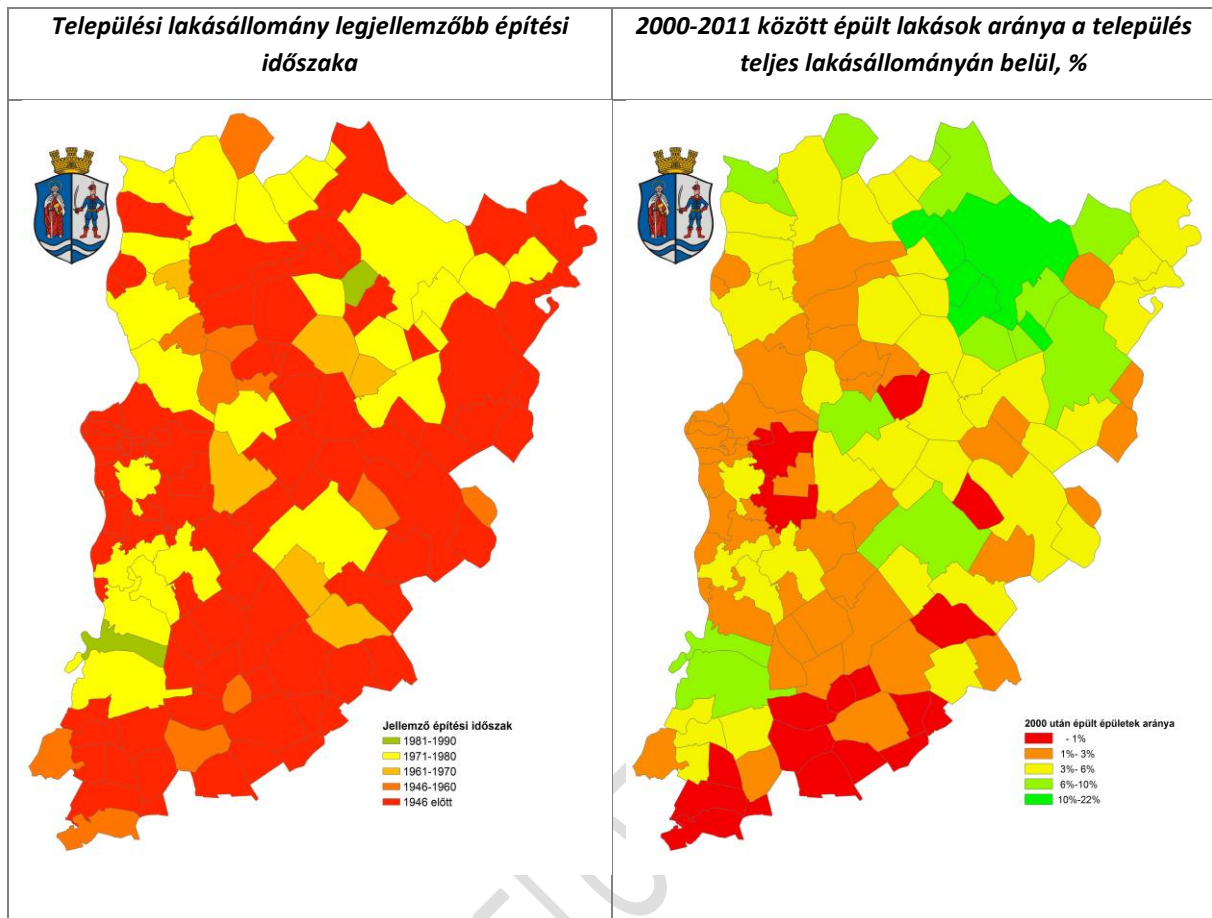 Települési lakásállomány legjellemzőbb építési
időszaka
2000-2011 között épült lakások aránya a település
teljes lakásállományán belül, %
Jellemző építési időszak
1981-1990
1971-1980
1961-1970
1946-1960
1946 előtt
2000 után épült épületek aránya
- 1%
1%- 3%
3%- 6%
6%-10%
10%-22%